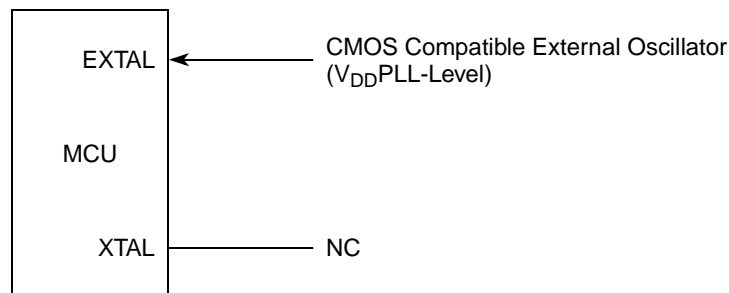 EXTAL
CMOS Compatible External Oscillator
(VDDPLL-Level)
MCU
XTAL
NC